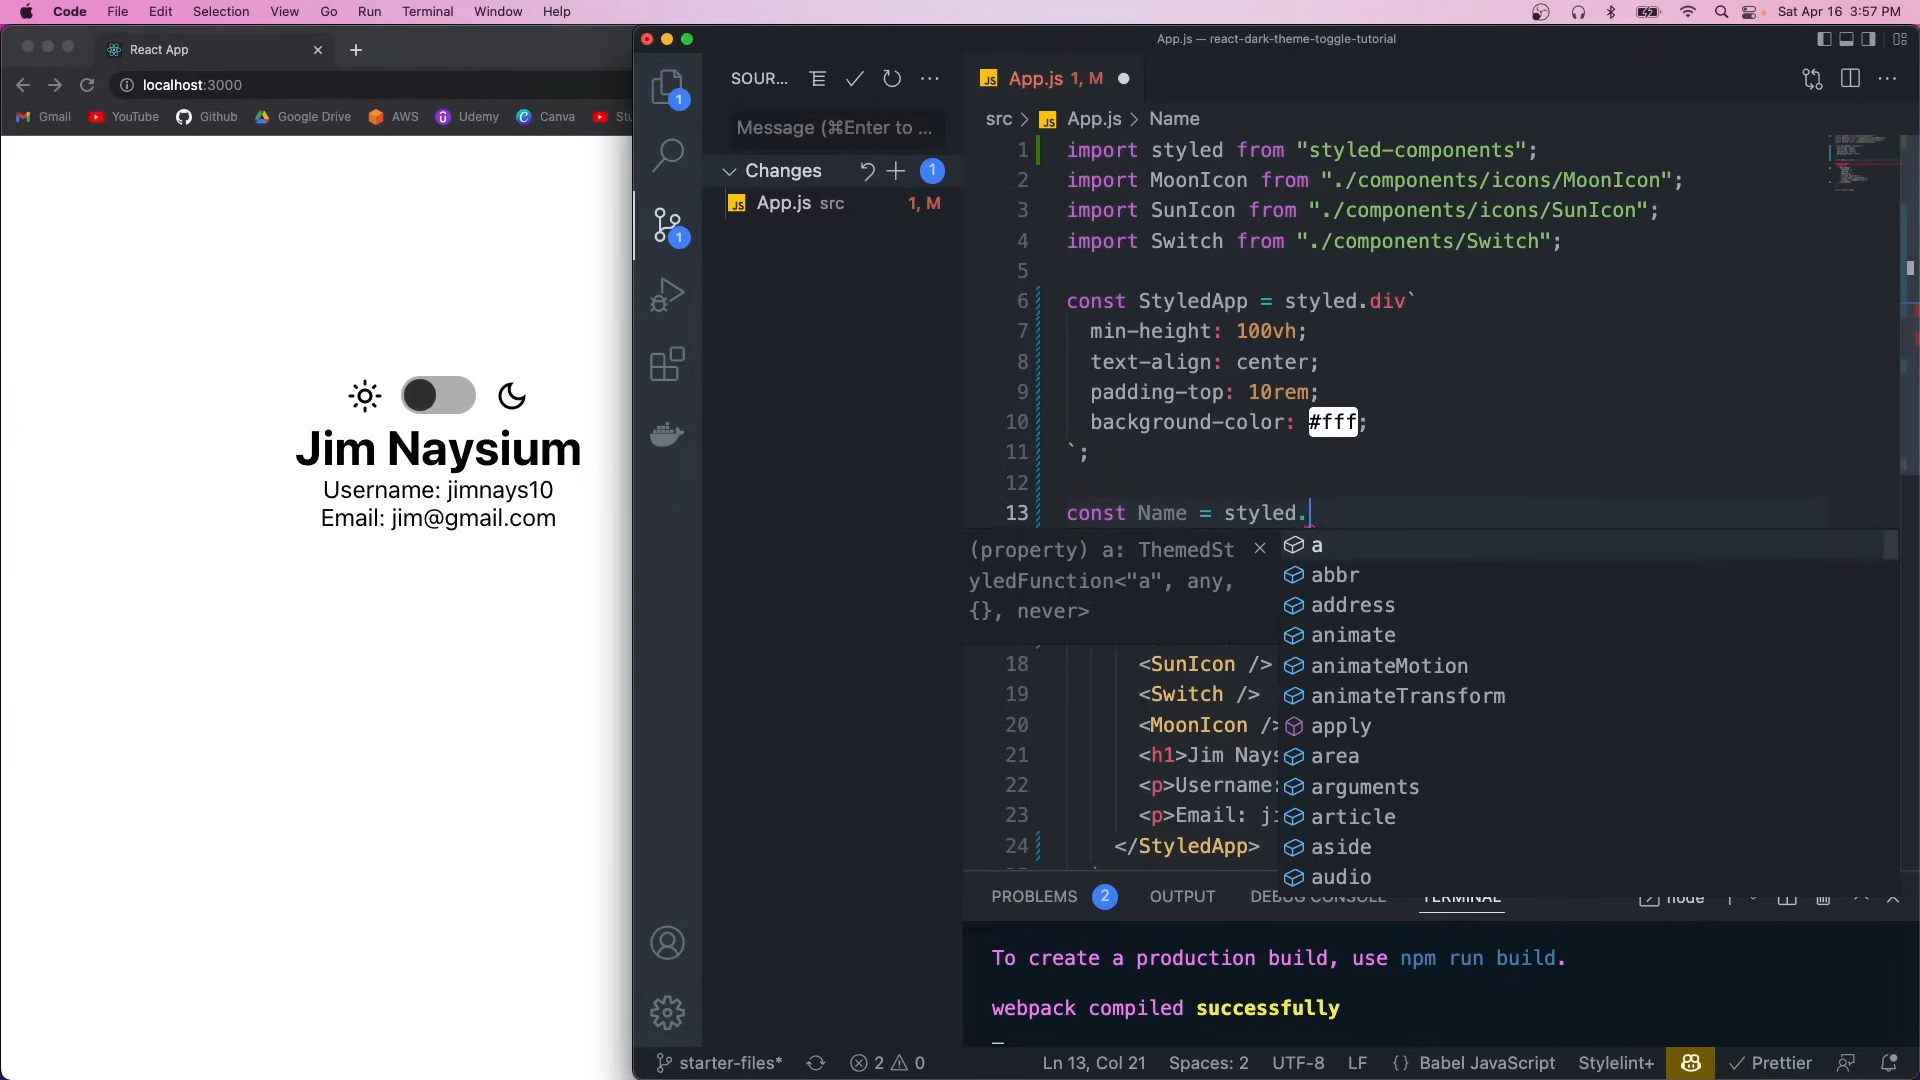 Code File Edit Selection View Go Run Terminal Window Help
Sat Apr 16 3:57 PM
React App
localhost:3000
Gmail YouTube Github Google Drive AWS Udemy Canva
Jim Naysium
Username: jimnays10
Email: jim@gmail.com
App.js — react-dark-theme-toggle-tutorial
1
1
SOUR...
Message (⌘Enter to ...
Changes 1
App.js src 1, M
App.js 1, M
src > App.js > Name
1 import styled from "styled-components";
2 import MoonIcon from "./components/icons/MoonIcon";
3 import SunIcon from "./components/icons/SunIcon";
4 import Switch from "./components/Switch";
5
6 const StyledApp = styled.div`
7 min-height: 100vh;
8 text-align: center;
9 padding-top: 10rem;
10 background-color: #fff;
11 `;
12
13 const Name = styled.
(property) a: ThemedSt
yledFunction<"a", any,
{}, never>
a
abbr
address
animate
animateMotion
animateTransform
apply
area
arguments
article
aside
audio
18 <SunIcon />
19 <Switch />
20 <MoonIcon />
21 <h1>Jim Nays
22 <p>Username:
23 <p>Email: ji
24 </StyledApp>
PROBLEMS 2 OUTPUT DEBUG CONSOLE TERMINAL node
To create a production build, use npm run build.
webpack compiled successfully
starter-files* 2 0 Ln 13, Col 21 Spaces: 2 UTF-8 LF {} Babel JavaScript Stylelint+ Prettier